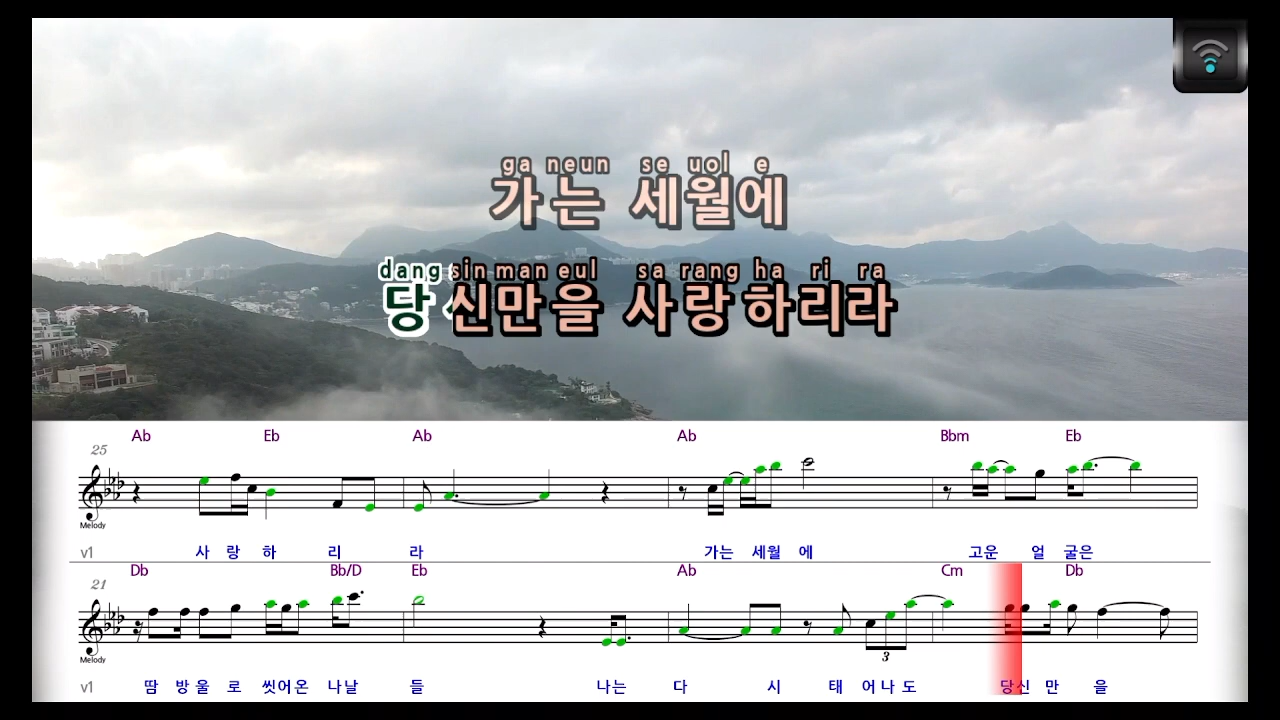 ga neun se uol e
가는 세월에
dang sin man eul sa rang ha ri ra
당신만을 사랑하리라
Ab Eb Ab Ab Bbm Eb
25
Melody
v1 사 랑 하 리 라 가는 세월 에 고운 얼 굴은
Db Bb/D Eb Ab Cm Db
21
3
Melody
v1 땀 방 울 로 씻어 온 나날 들 나는 다 시 태 어 나 도 당신 만 을